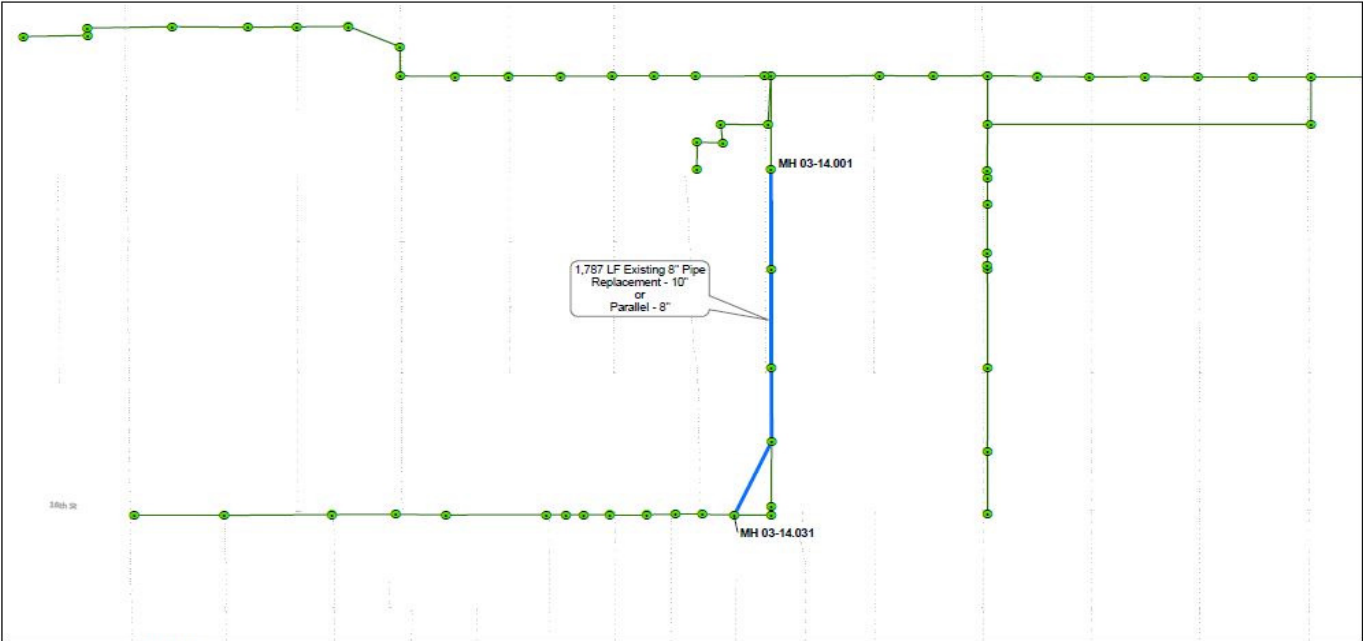 MH 03-14.001
1,787 LF Existing 8" Pipe
Replacement - 10"
or
Parallel - 8"
MH 03-14.031